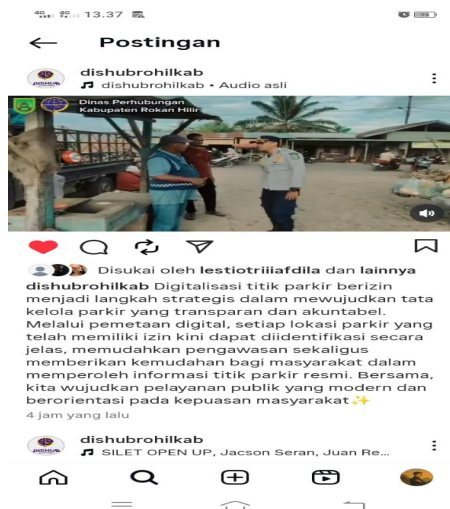 4G 4G 13.37
Postingan
dishubrohilkab
dishubrohilkab • Audio asli
Dinas Perhubungan
Kabupaten Rokan Hilir
Disukai oleh lestiotriiiafdila dan lainnya
dishubrohilkab Digitalisasi titik parkir berizin
menjadi langkah strategis dalam mewujudkan tata
kelola parkir yang transparan dan akuntabel.
Melalui pemetaan digital, setiap lokasi parkir yang
telah memiliki izin kini dapat diidentifikasi secara
jelas, memudahkan pengawasan sekaligus
memberikan kemudahan bagi masyarakat dalam
memperoleh informasi titik parkir resmi. Bersama,
kita wujudkan pelayanan publik yang modern dan
berorientasi pada kepuasan masyarakat✨
4 jam yang lalu
dishubrohilkab
SILET OPEN UP, Jacson Seran, Juan Re...